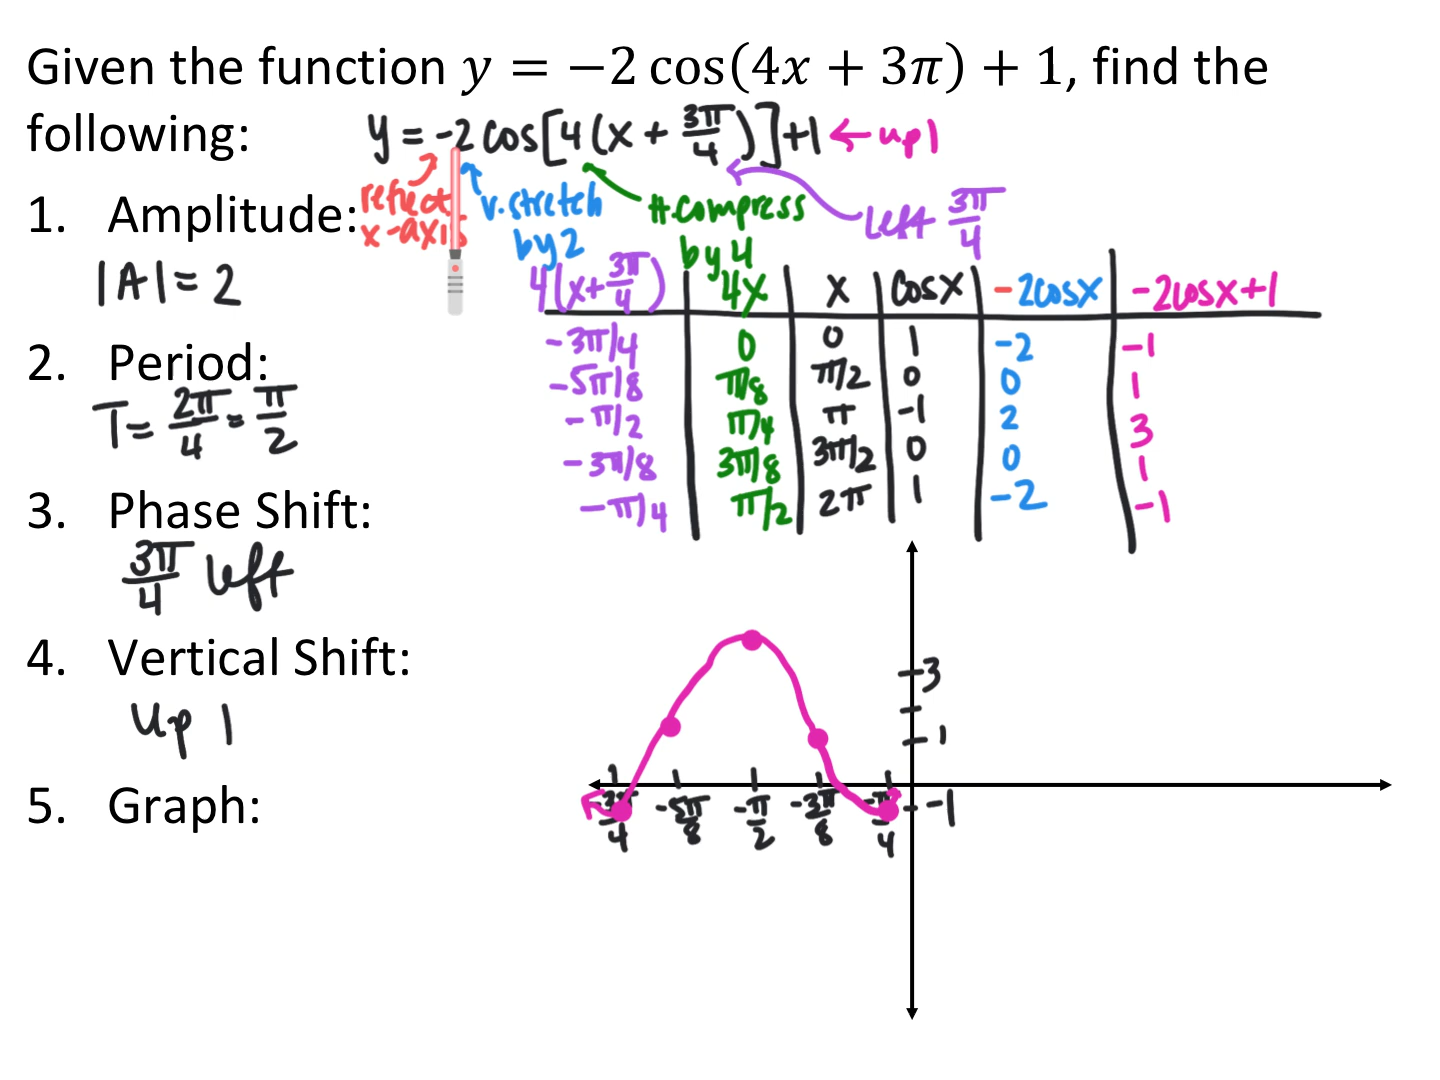 Given the function y = −2 cos(4x + 3π) + 1, find the
following:
y = -2 cos[4(x + 3π/4)] +1 ← up 1
reflect x-axis
v. stretch by 2
H. compress by 4
Left 3π/4
1. Amplitude:
|A| = 2
2. Period:
T = 2π/4 = π/2
3. Phase Shift:
3π/4 left
4. Vertical Shift:
up 1
5. Graph:
4(x+3π/4) | 4x | x | cosx | -2cosx | -2cosx+1
-3π/4 | 0 | 0 | 1 | -2 | -1
-5π/8 | π/8 | π/2 | 0 | 0 | 1
-π/2 | π/4 | π | -1 | 2 | 3
-3π/8 | 3π/8 | 3π/2 | 0 | 0 | 1
-π/4 | π/2 | 2π | 1 | -2 | -1
3
1
-1
-3π/4 -5π/8 -π/2 -3π/8 -π/4